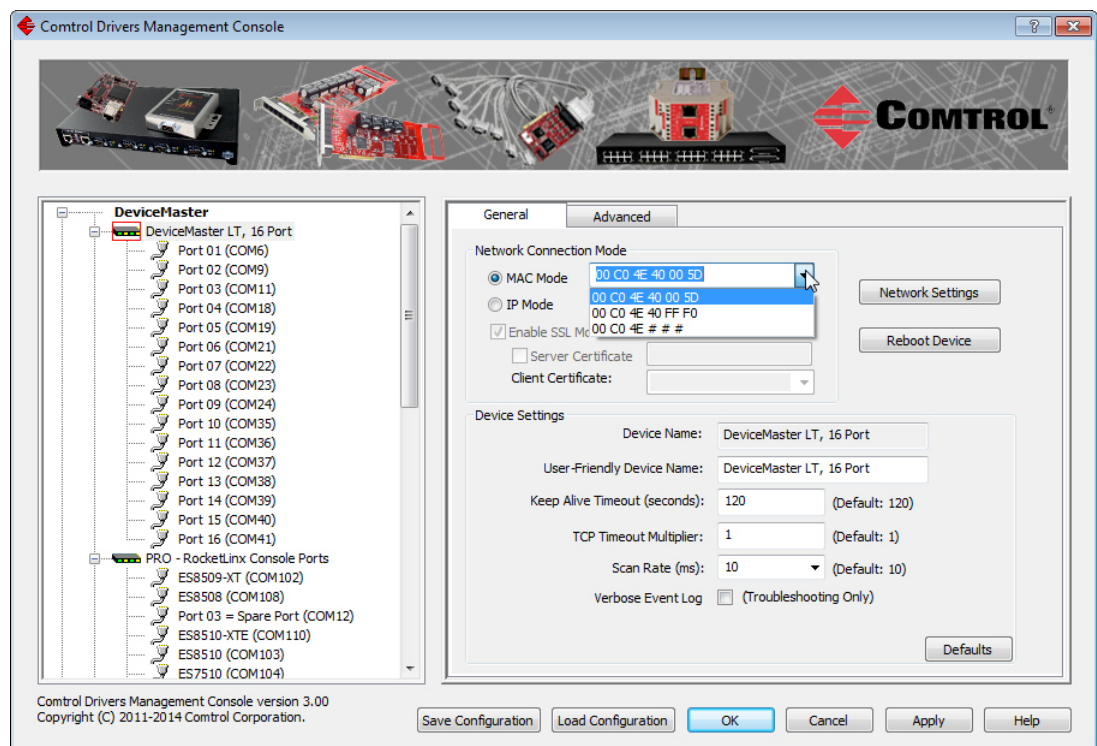 Comtrol Drivers Management Console
COMTROL
DeviceMaster
DeviceMaster LT, 16 Port
Port 01 (COM6)
Port 02 (COM9)
Port 03 (COM11)
Port 04 (COM18)
Port 05 (COM19)
Port 06 (COM21)
Port 07 (COM22)
Port 08 (COM23)
Port 09 (COM24)
Port 10 (COM35)
Port 11 (COM36)
Port 12 (COM37)
Port 13 (COM38)
Port 14 (COM39)
Port 15 (COM40)
Port 16 (COM41)
PRO - RocketLinx Console Ports
ES8509-XT (COM102)
ES8508 (COM108)
Port 03 = Spare Port (COM12)
ES8510-XTE (COM110)
ES8510 (COM103)
ES7510 (COM104)
General Advanced
Network Connection Mode
MAC Mode 00 C0 4E 40 00 5D
00 C0 4E 40 00 5D
IP Mode 00 C0 4E 40 FF F0
Enable SSL Mo 00 C0 4E # # #
Server Certificate
Client Certificate:
Network Settings
Reboot Device
Device Settings
Device Name: DeviceMaster LT, 16 Port
User-Friendly Device Name: DeviceMaster LT, 16 Port
Keep Alive Timeout (seconds): 120 (Default: 120)
TCP Timeout Multiplier: 1 (Default: 1)
Scan Rate (ms): 10 (Default: 10)
Verbose Event Log (Troubleshooting Only)
Defaults
Comtrol Drivers Management Console version 3.00
Copyright (C) 2011-2014 Comtrol Corporation.
Save Configuration Load Configuration OK Cancel Apply Help